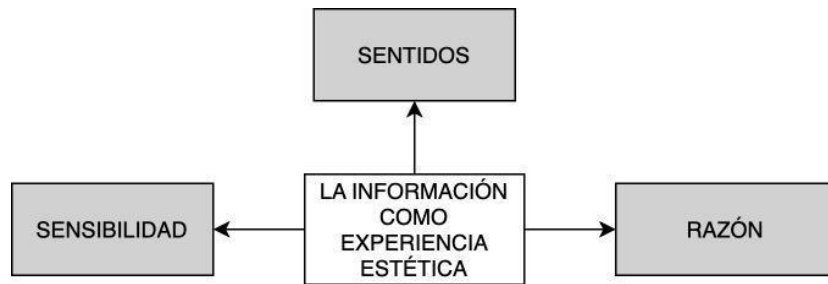 SENTIDOS
SENSIBILIDAD
LA INFORMACIÓN
COMO
EXPERIENCIA
ESTÉTICA
RAZÓN